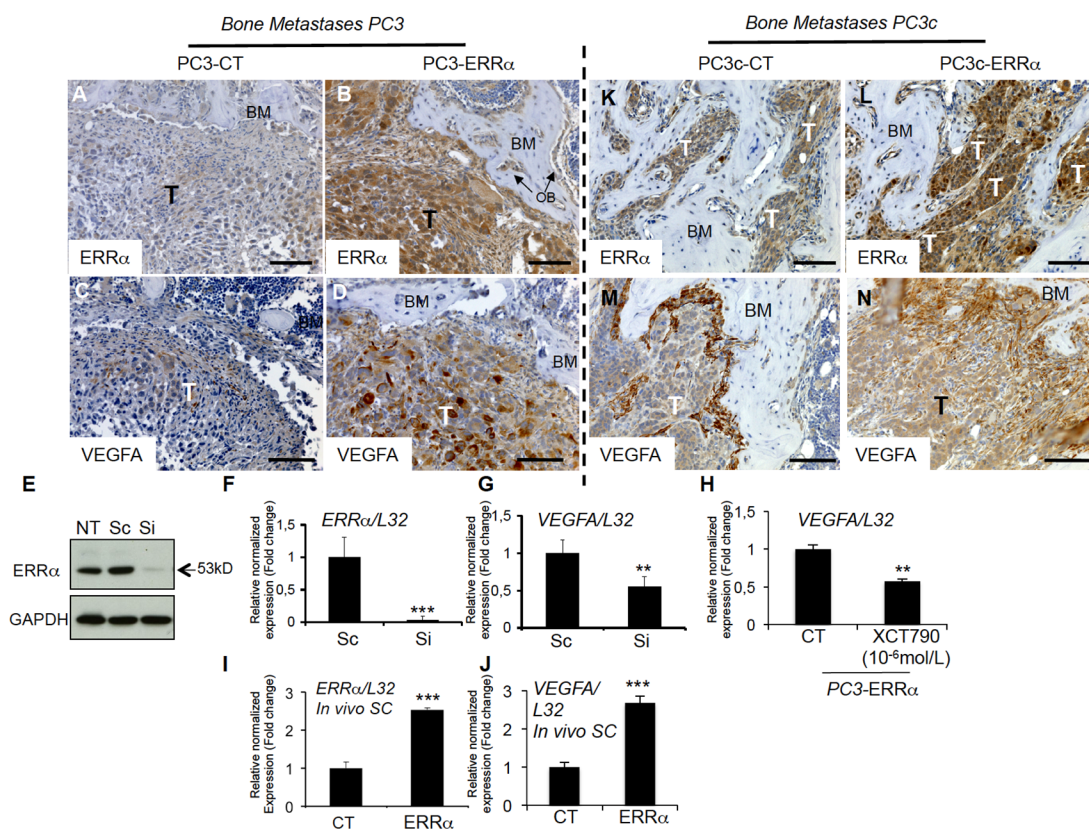 Bone Metastases PC3
Bone Metastases PC3c
PC3-CT
PC3-ERRα
PC3c-CT
PC3c-ERRα
A
BM
T
ERRα
B
BM
OB
T
ERRα
K
T
T
BM
ERRα
L
BM
T
T
T
T
ERRα
C
BM
T
VEGFA
D
BM
BM
T
VEGFA
M
BM
T
VEGFA
N
BM
T
VEGFA
E
NT Sc Si
ERRα
53kD
GAPDH
F
Relative normalized
expression (Fold change)
ERRα/L32
1,5
1
0,5
0
***
Sc
Si
G
Relative normalized
expression (Fold change)
VEGFA/L32
1,5
1
0,5
0
**
Sc
Si
H
Relative normalized
expression (Fold change)
VEGFA/L32
1,5
1
0,5
0
**
CT
XCT790
(10-6mol/L)
PC3-ERRα
I
Relative normalized
Expression (Fold change)
ERRα/L32
In vivo SC
3
2
1
0
***
CT
ERRα
J
Relative normalized
expression (Fold change)
VEGFA/
L32
In vivo SC
3
2
1
0
***
CT
ERRα